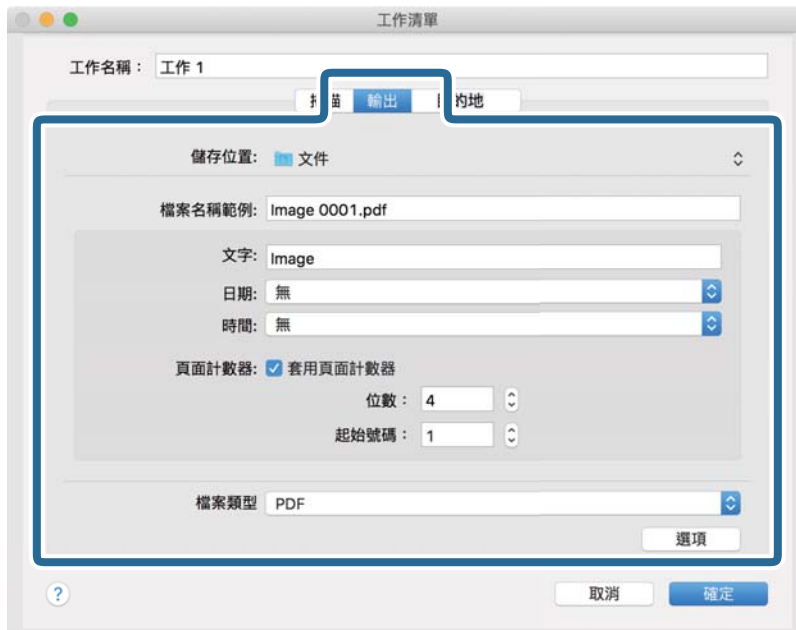 工作清單
工作名稱： 工作 1
輸出
儲存位置: 文件
檔案名稱範例: Image 0001.pdf
文字: Image
日期: 無
時間: 無
頁面計數器: 套用頁面計數器
位數： 4
起始號碼： 1
檔案類型 PDF
選項
? 取消 確定